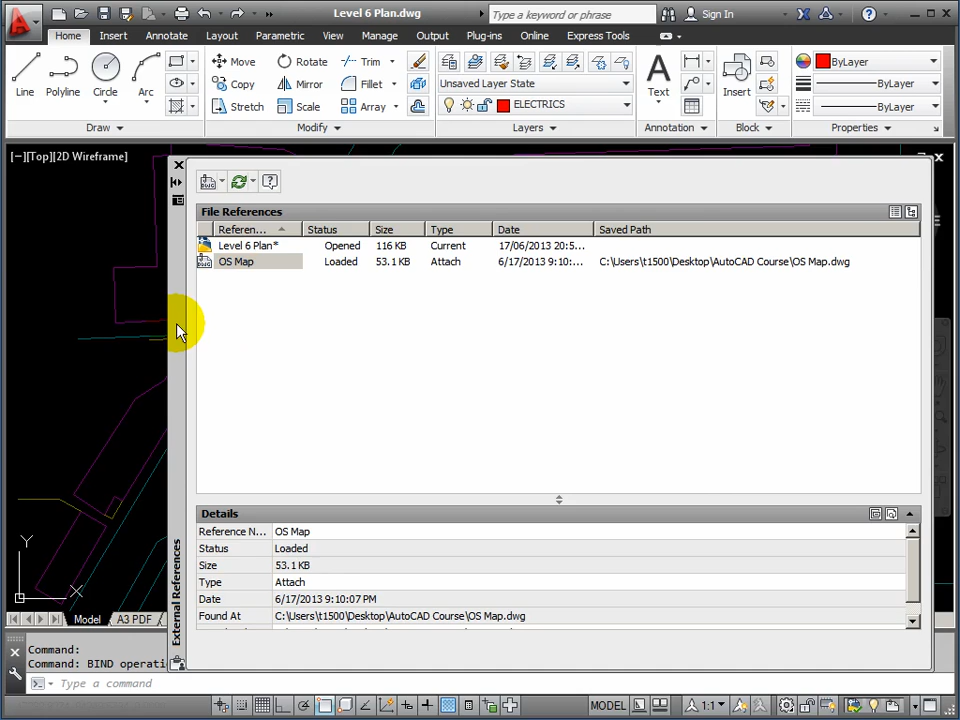 Level 6 Plan.dwg
Type a keyword or phrase
Sign In
Home Insert Annotate Layout Parametric View Manage Output Plug-ins Online Express Tools
Line
Polyline
Circle
Arc
Move
Rotate
Trim
Copy
Mirror
Fillet
Stretch
Scale
Array
Unsaved Layer State
ELECTRICS
Text
Insert
ByLayer
ByLayer
ByLayer
Draw
Modify
Layers
Annotation
Block
Properties
[−][Top][2D Wireframe]
File References
Referen... Status Size Type Date Saved Path
Level 6 Plan* Opened 116 KB Current 17/06/2013 20:5...
OS Map Loaded 53.1 KB Attach 6/17/2013 9:10:... C:\Users\t1500\Desktop\AutoCAD Course\OS Map.dwg
Details
Reference N... OS Map
Status Loaded
Size 53.1 KB
Type Attach
Date 6/17/2013 9:10:07 PM
Found At C:\Users\t1500\Desktop\AutoCAD Course\OS Map.dwg
External References
Y
X
Model A3 PDF
Command:
Command: BIND operati
Type a command
MODEL
1:1